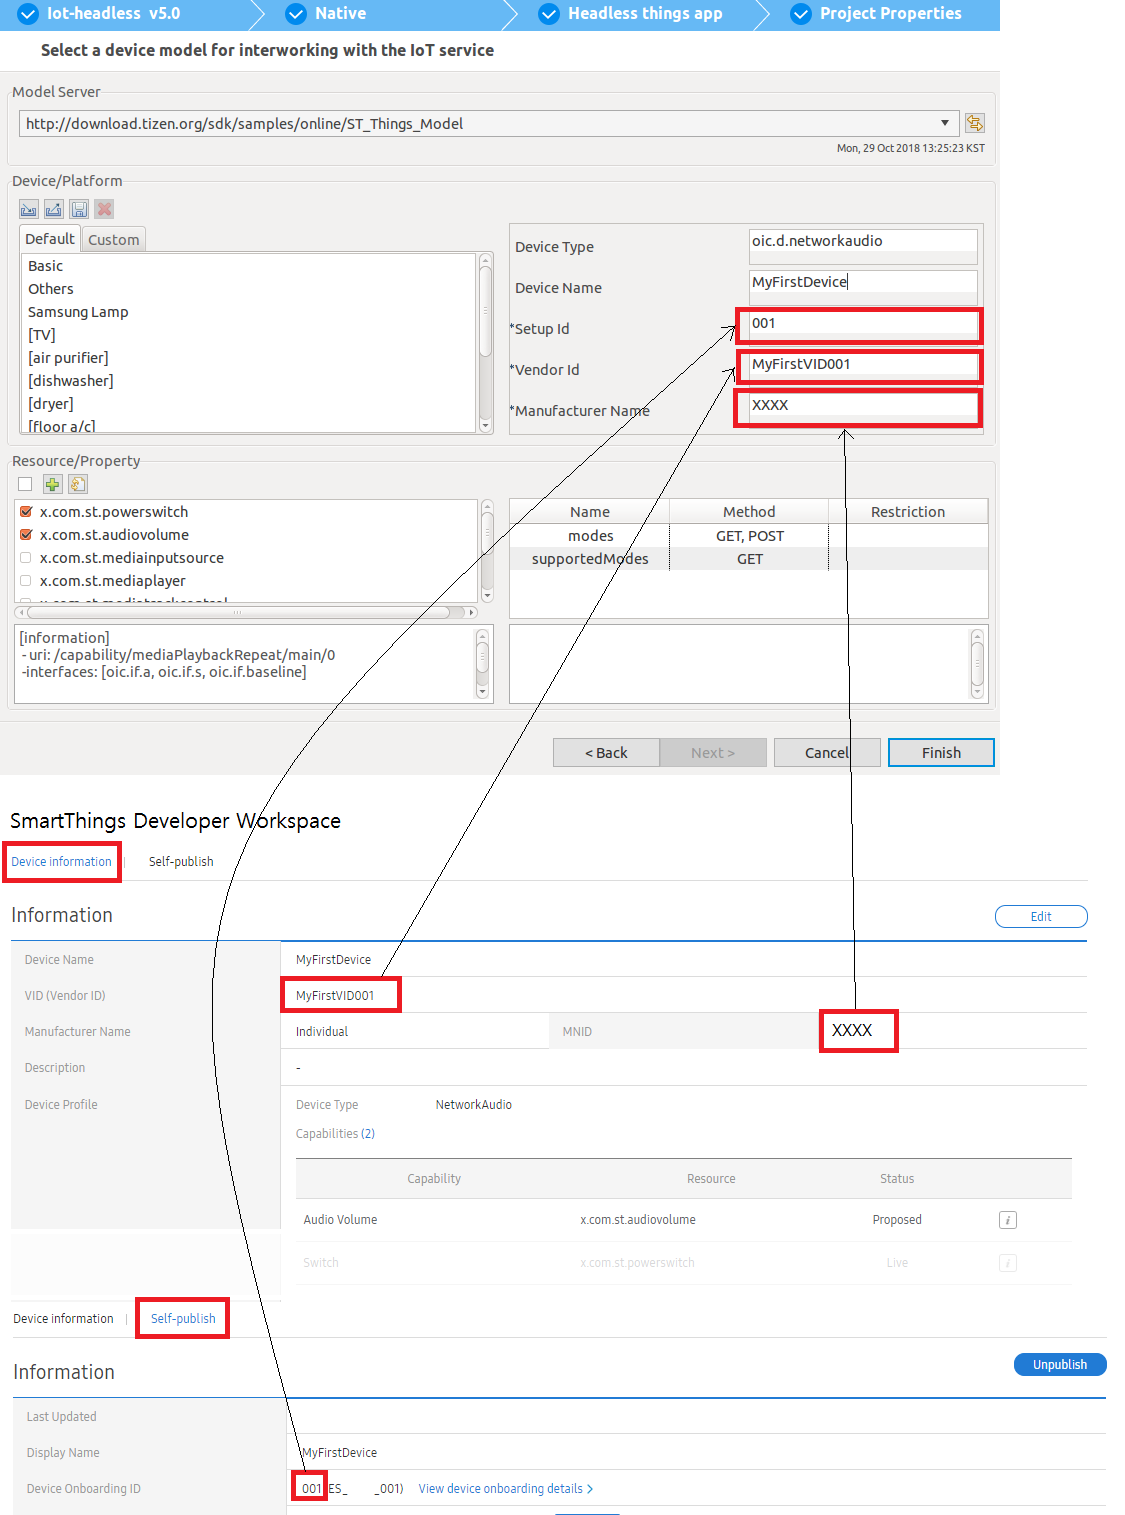 Iot-headless v5.0 Native Headless things app Project Properties
Select a device model for interworking with the IoT service
Model Server
http://download.tizen.org/sdk/samples/online/ST_Things_Model
Mon, 29 Oct 2018 13:25:23 KST
Device/Platform
Default Custom
Basic
Others
Samsung Lamp
[TV]
[air purifier]
[dishwasher]
[dryer]
[floor a/c]
Device Type oic.d.networkaudio
Device Name MyFirstDevice
*Setup Id 001
*Vendor Id MyFirstVID001
*Manufacturer Name XXXX
Resource/Property
x.com.st.powerswitch
x.com.st.audiovolume
x.com.st.mediainputsource
x.com.st.mediaplayer
Name Method Restriction
modes GET, POST
supportedModes GET
[information]
- uri: /capability/mediaPlaybackRepeat/main/0
-interfaces: [oic.if.a, oic.if.s, oic.if.baseline]
< Back Next > Cancel Finish
SmartThings Developer Workspace
Device information | Self-publish
Information Edit
Device Name MyFirstDevice
VID (Vendor ID) MyFirstVID001
Manufacturer Name Individual MNID XXXX
Description -
Device Profile Device Type NetworkAudio
Capabilities (2)
Capability Resource Status
Audio Volume x.com.st.audiovolume Proposed i
Switch x.com.st.powerswitch Live i
Device information | Self-publish
Information Unpublish
Last Updated
Display Name MyFirstDevice
Device Onboarding ID 001 ES_ _001) View device onboarding details >